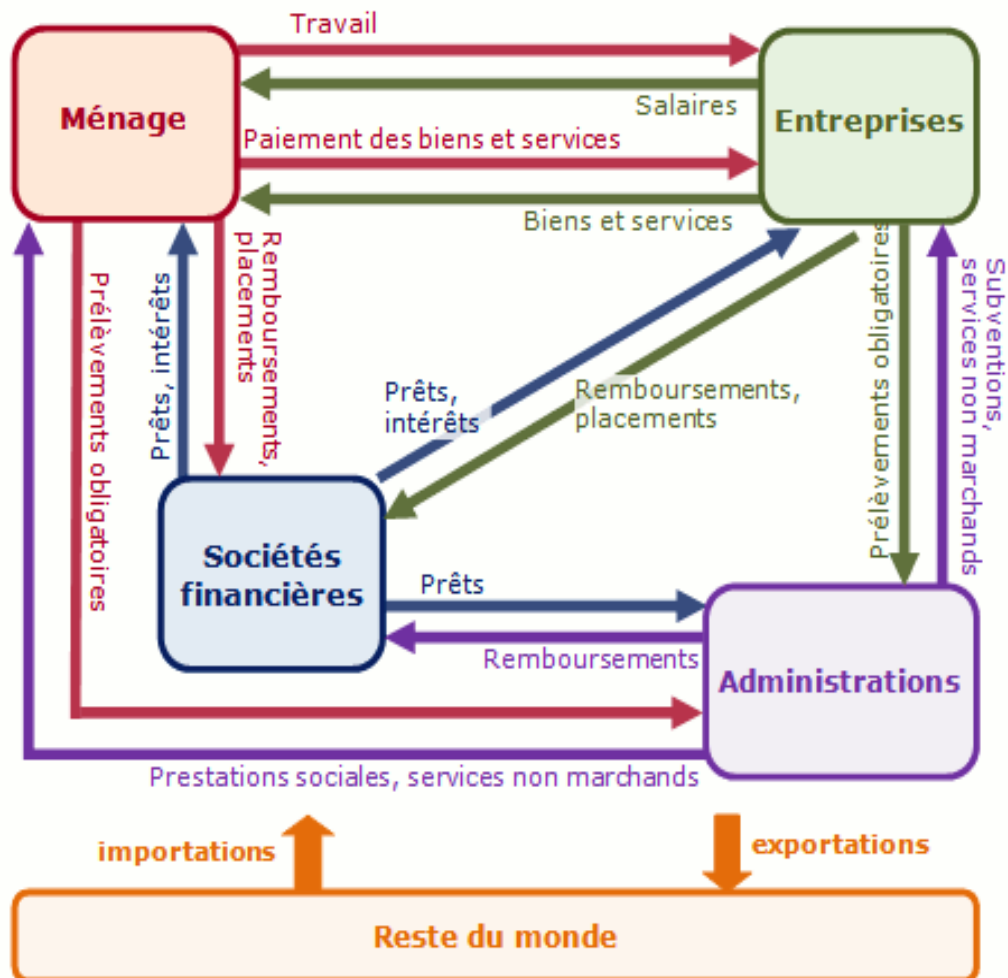 Travail
Ménage
Salaires
Entreprises
Paiement des biens et services
Biens et services
Prélèvements obligatoires
Prêts, intérêts
Remboursements,
placements
Prêts,
intérêts
Remboursements,
placements
Prélèvements obligatoires
Subventions,
services non marchands
Sociétés
financières
Prêts
Remboursements
Administrations
Prestations sociales, services non marchands
importations
exportations
Reste du monde